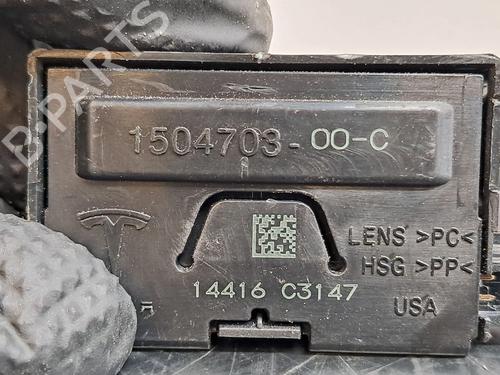 1504703-00-C
LENS >PC<
HSG >PP<
14416 C3147
USA
B-PARTS